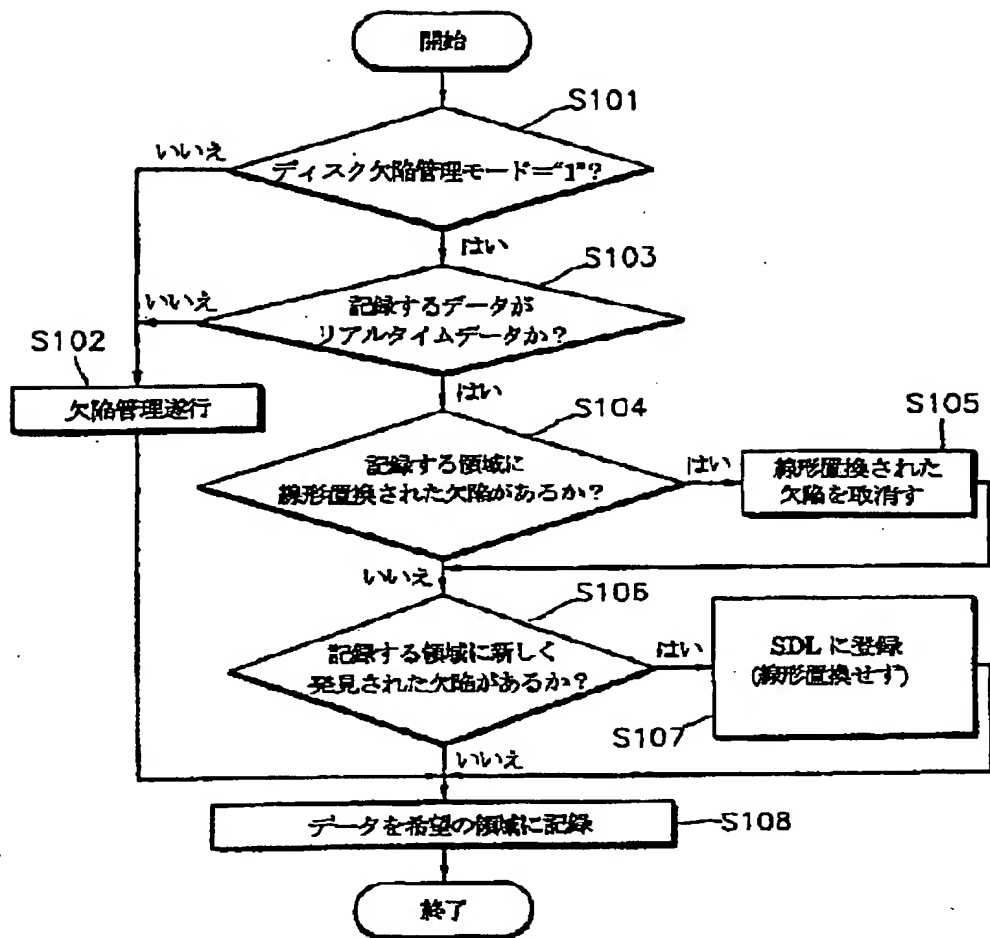 開始
S101
いいえ
ディスク欠陥管理モード="1"?
はい
S103
いいえ
記録するデータが
リアルタイムデータか?
S102
欠陥管理遂行
はい
S104
S105
記録する領域に
線形置換された欠陥があるか?
はい
線形置換された
欠陥を取消す
いいえ
S106
記録する領域に新しく
発見された欠陥があるか?
はい
SDLに登録
(線形置換せず)
S107
いいえ
データを希望の領域に記録
S108
終了